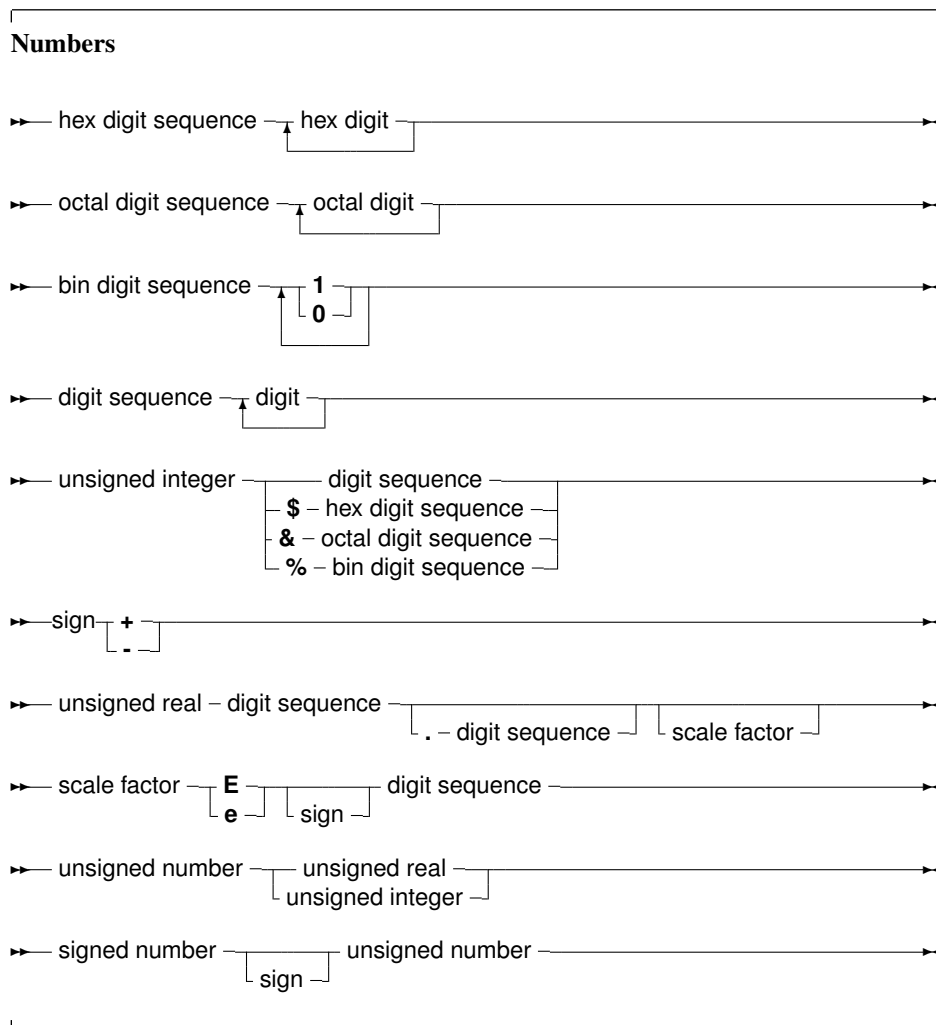 Numbers
hex digit sequence hex digit
octal digit sequence octal digit
bin digit sequence 1
0
digit sequence digit
unsigned integer digit sequence
$ hex digit sequence
& octal digit sequence
% bin digit sequence
sign +
-
unsigned real digit sequence
. digit sequence scale factor
scale factor E digit sequence
e sign
unsigned number unsigned real
unsigned integer
signed number unsigned number
sign